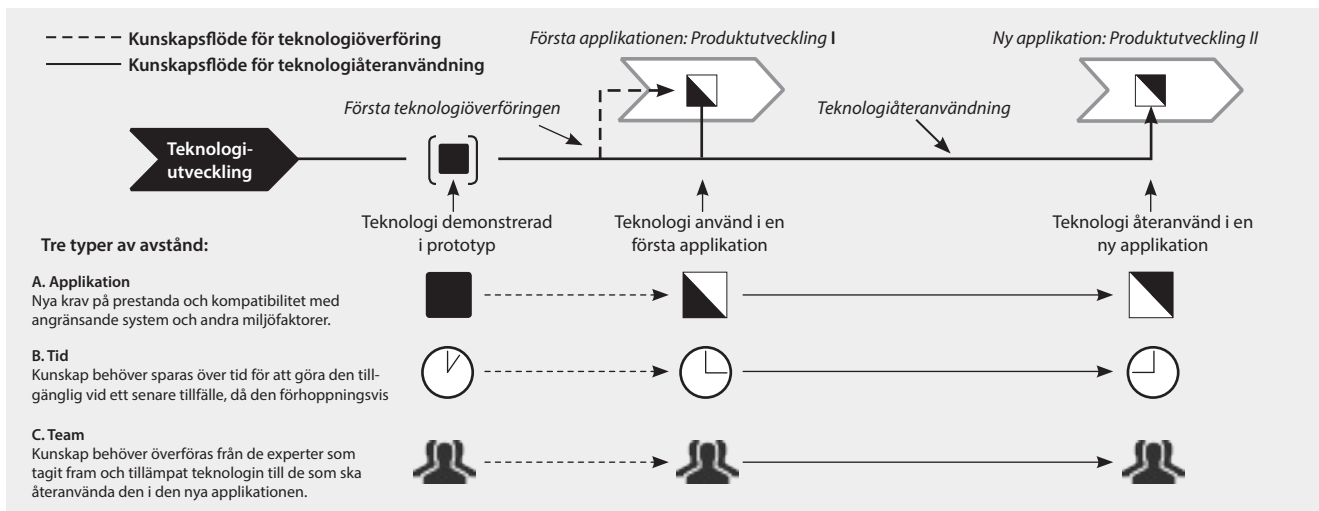 Kunskapsflöde för teknologiöverföring
Kunskapsflöde för teknologiåteranvändning
Första applikationen: Produktutveckling I
Ny applikation: Produktutveckling II
Första teknologiöverföringen
Teknologiåteranvändning
Teknologi-
utveckling
Teknologi demonstrerad
i prototyp
Teknologi använd i en
första applikation
Teknologi återanvänd i en
ny applikation
Tre typer av avstånd:
A. Applikation
Nya krav på prestanda och kompatibilitet med
angränsande system och andra miljöfaktorer.
B. Tid
Kunskap behöver sparas över tid för att göra den till-
gänglig vid ett senare tillfälle, då den förhoppningsvis
C. Team
Kunskap behöver överföras från de experter som
tagit fram och tillämpat teknologin till de som ska
återanvända den i den nya applikationen.